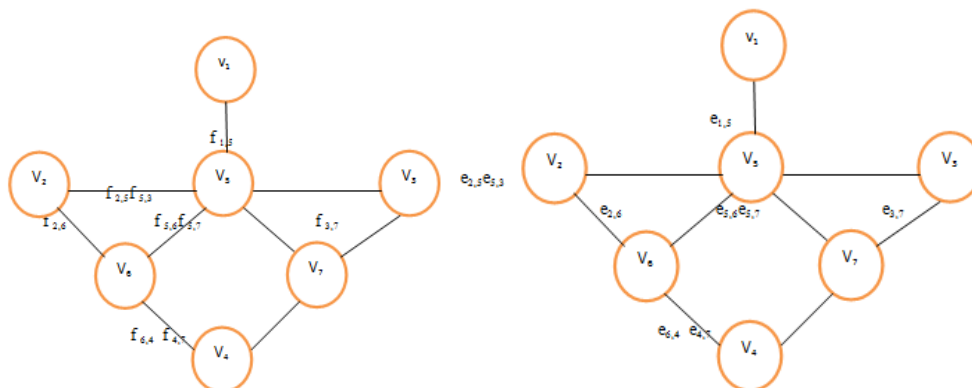 V₁
V₁
e₁,₅
f₁,₅
V₂ V₅ V₃
V₂ V₅ V₃
e₂,₅e₅,₃
f₂,₅f₅,₃
f₂,₆ f₅,₆f₅,₇ f₃,₇
e₂,₆ e₅,₆e₅,₇ e₃,₇
V₆ V₇
V₆ V₇
f₆,₄ f₄,₇
e₆,₄ e₄,₇
V₄
V₄